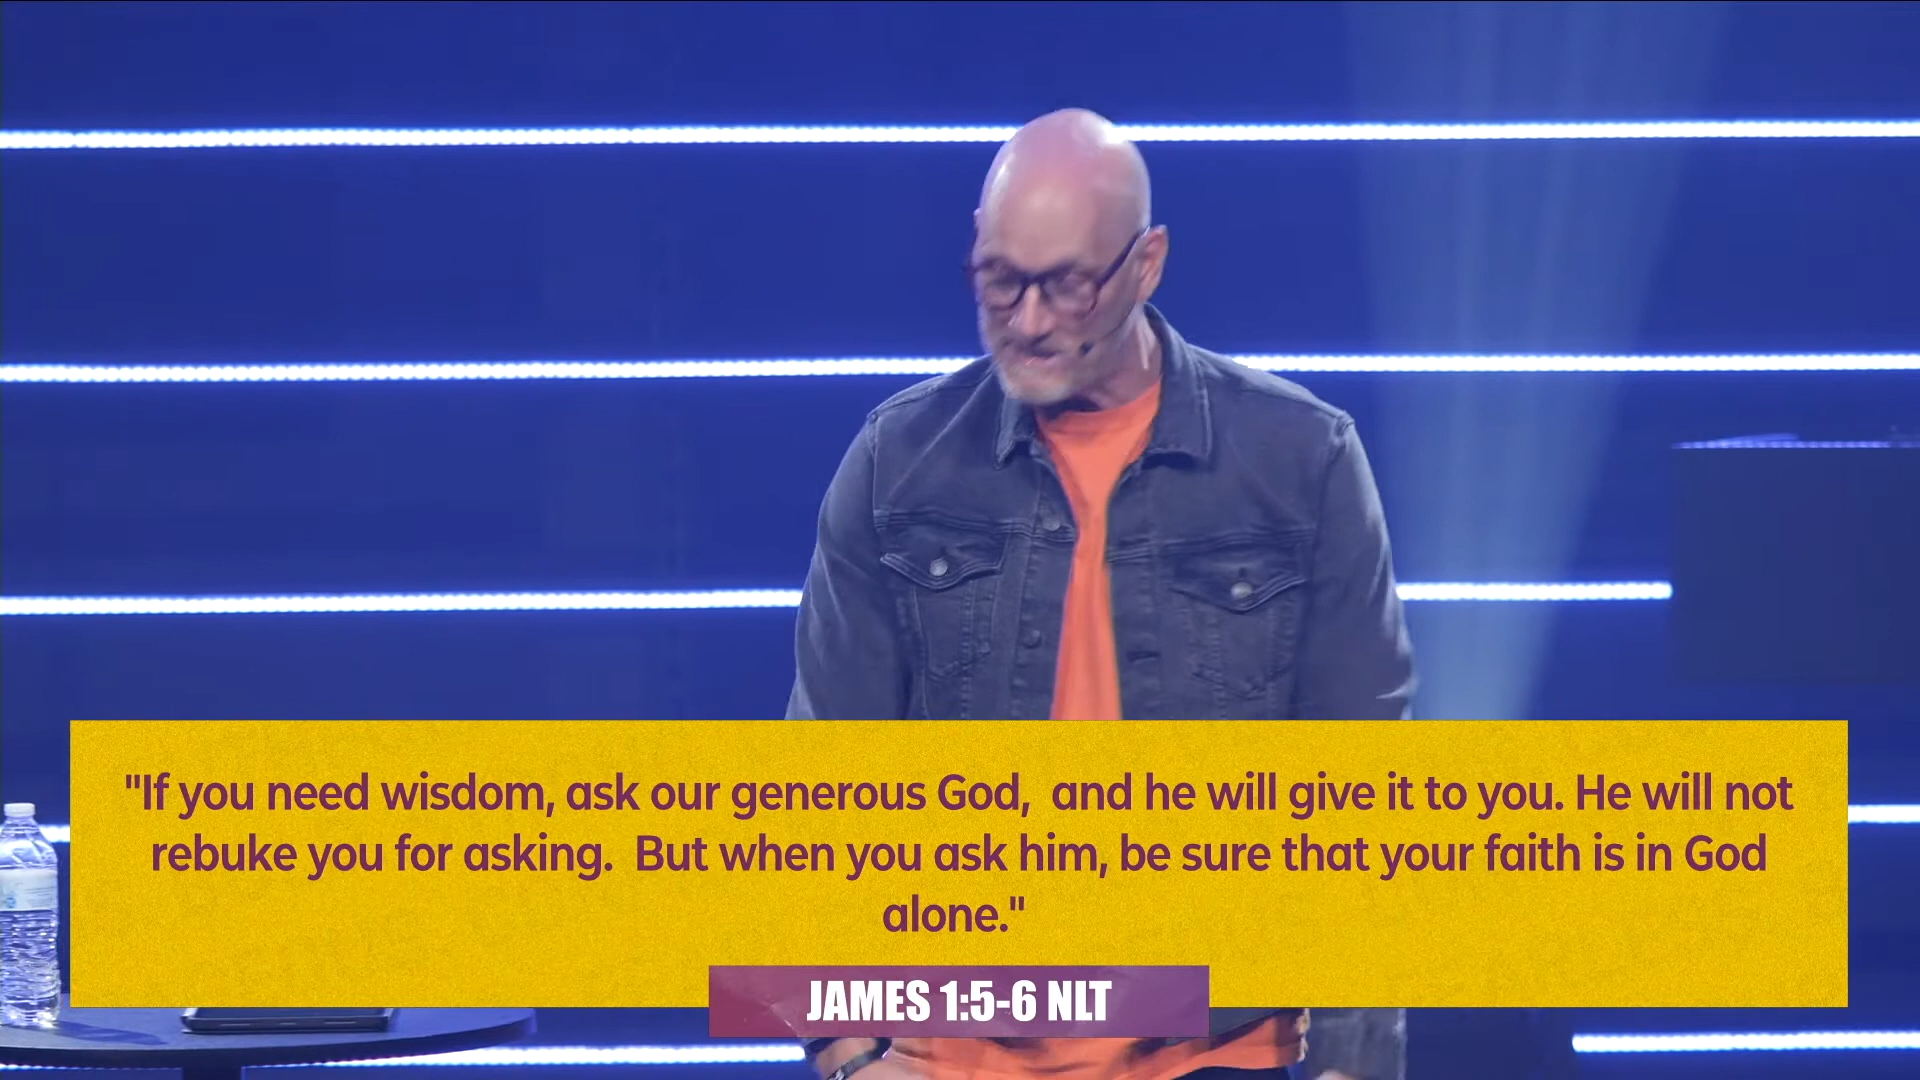 "If you need wisdom, ask our generous God,  and he will give it to you. He will not
rebuke you for asking.  But when you ask him, be sure that your faith is in God
alone."
JAMES 1:5-6 NLT